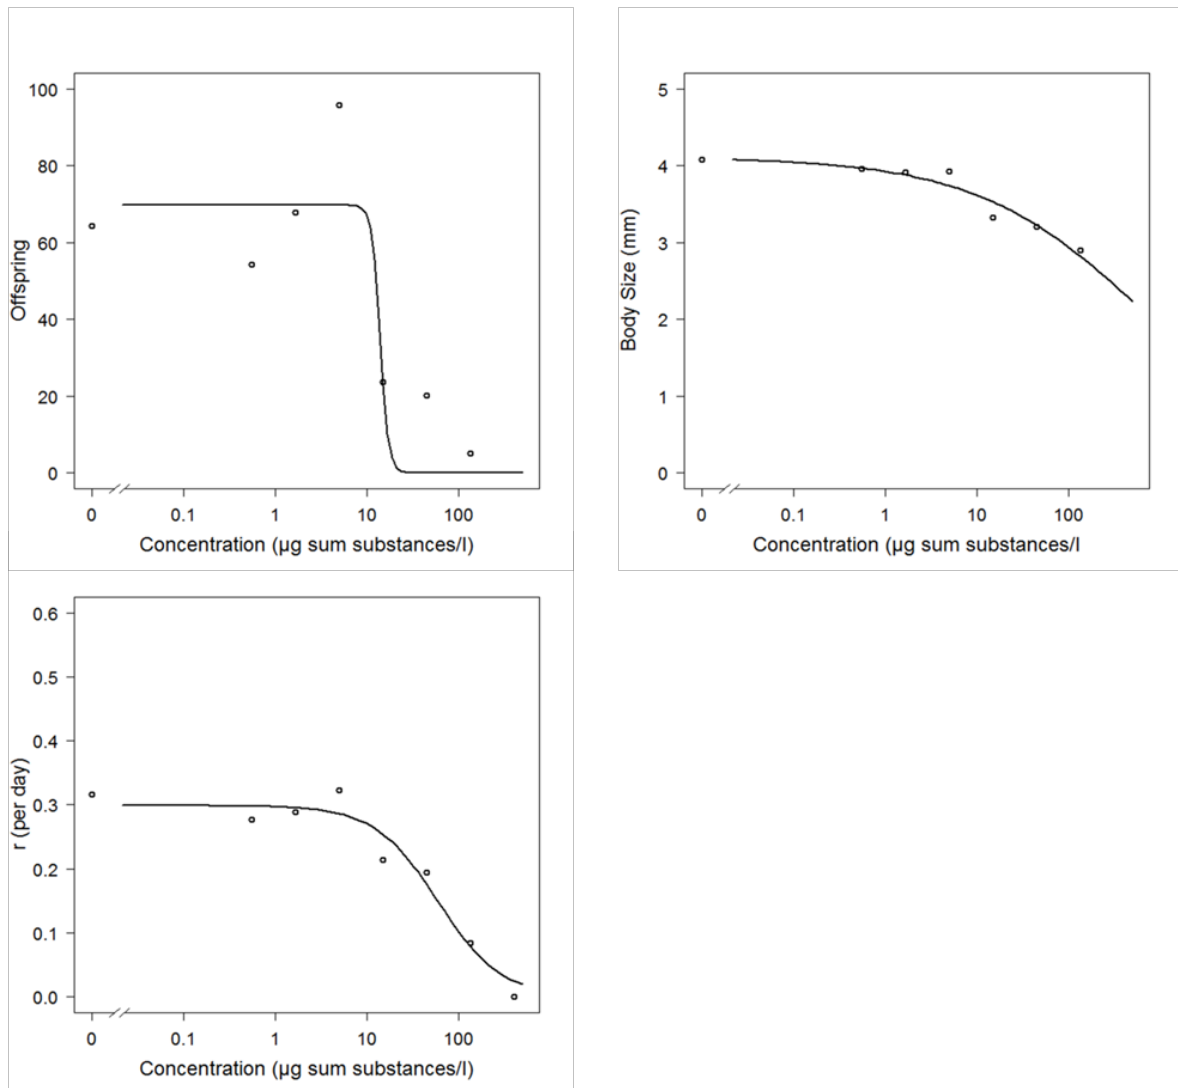 100
80
60
40
20
0
Offspring
0 0.1 1 10 100
Concentration (µg sum substances/l)
5
4
3
2
1
0
Body Size (mm)
0 0.1 1 10 100
Concentration (µg sum substances/l
0.6
0.5
0.4
0.3
0.2
0.1
0.0
r (per day)
0 0.1 1 10 100
Concentration (µg sum substances/l)